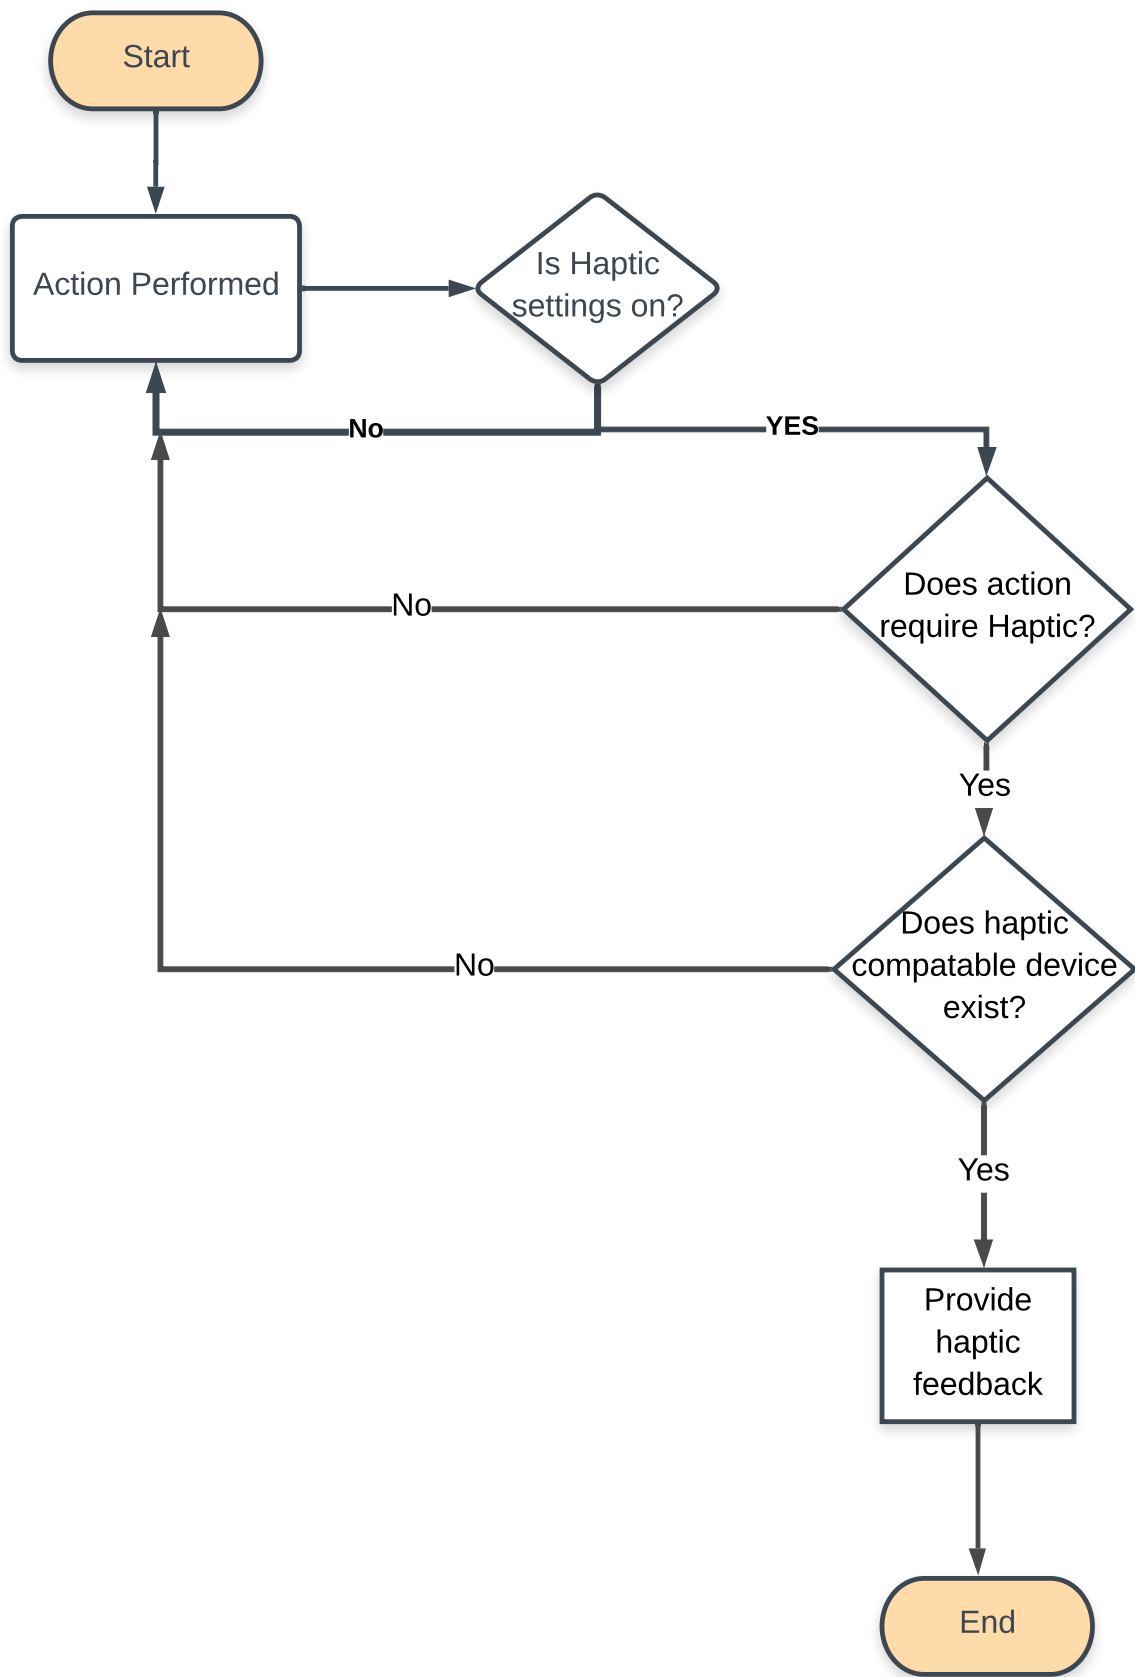 Start
Action Performed
Is Haptic
settings on?
No
YES
Does action
require Haptic?
No
Yes
Does haptic
compatable device
exist?
No
Yes
Provide
haptic
feedback
End